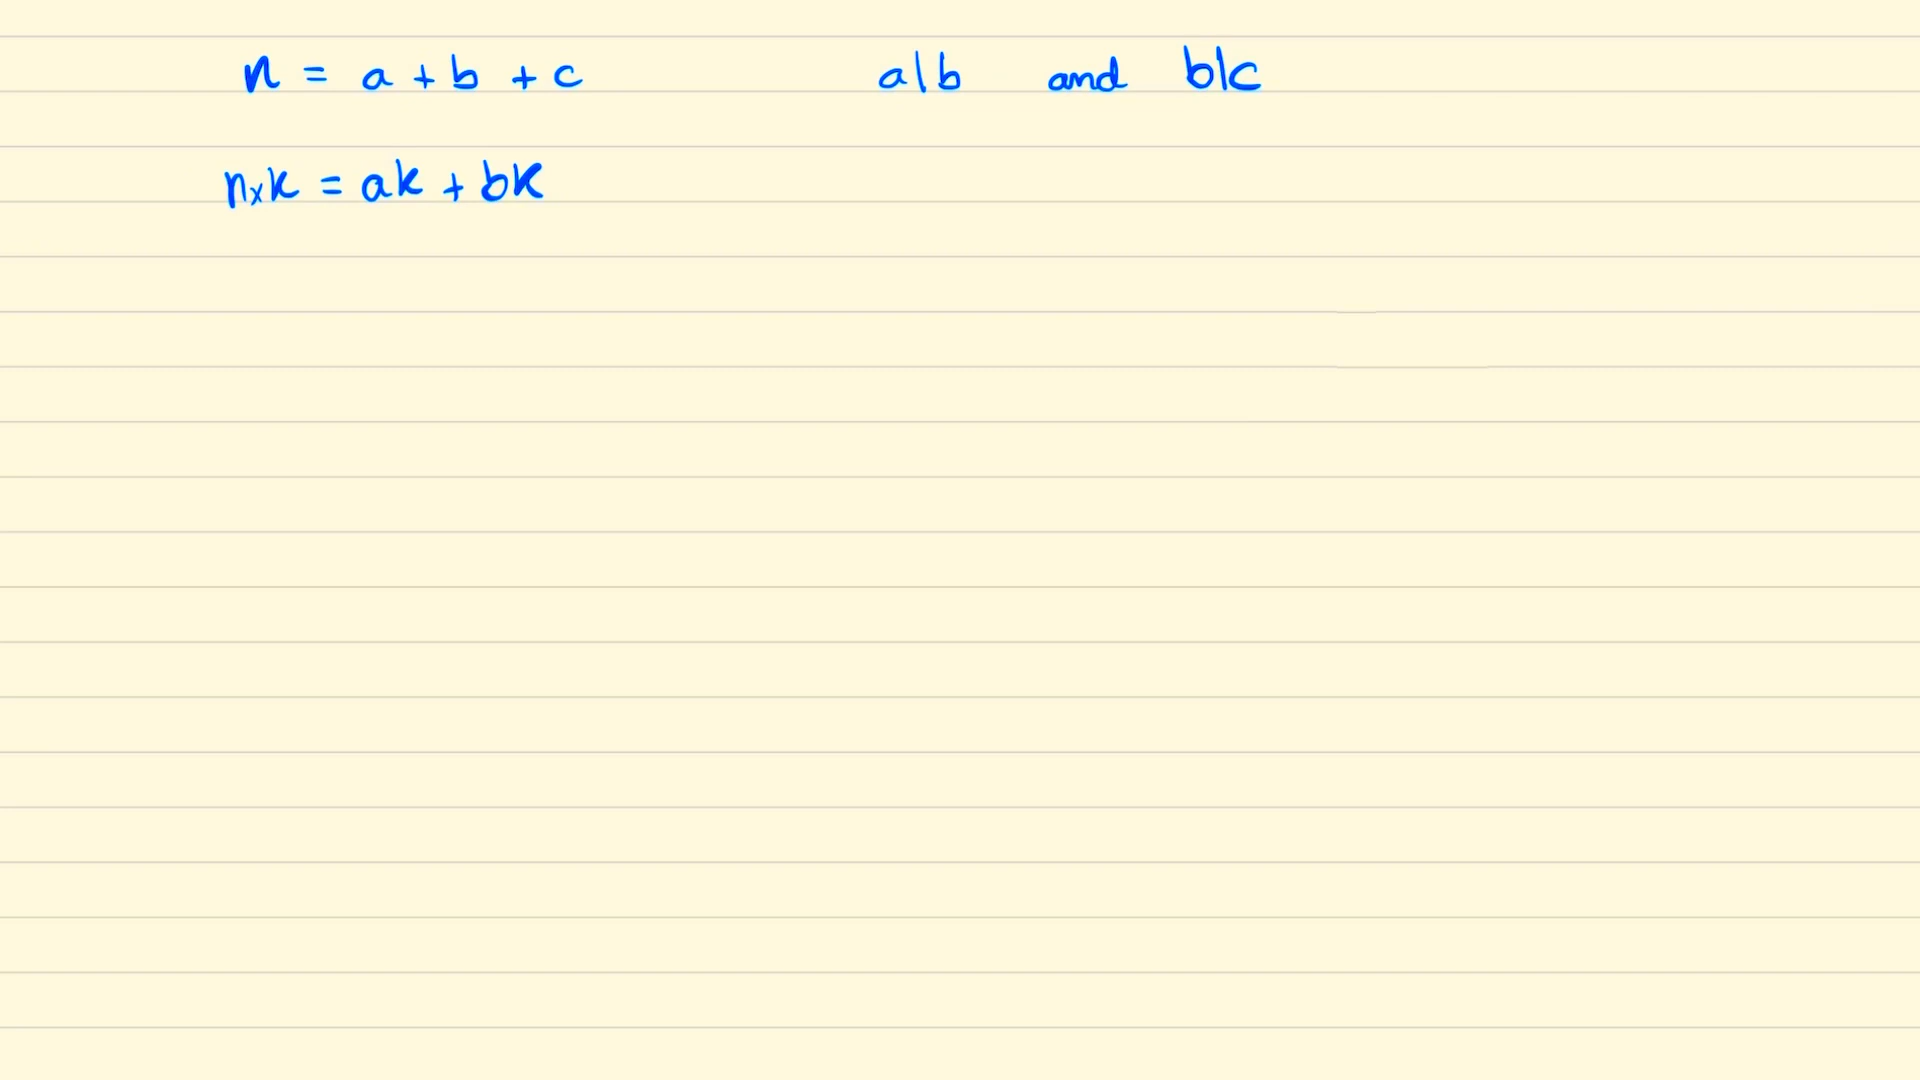 n = a + b + c a|b and b|c
n×k = ak + bk